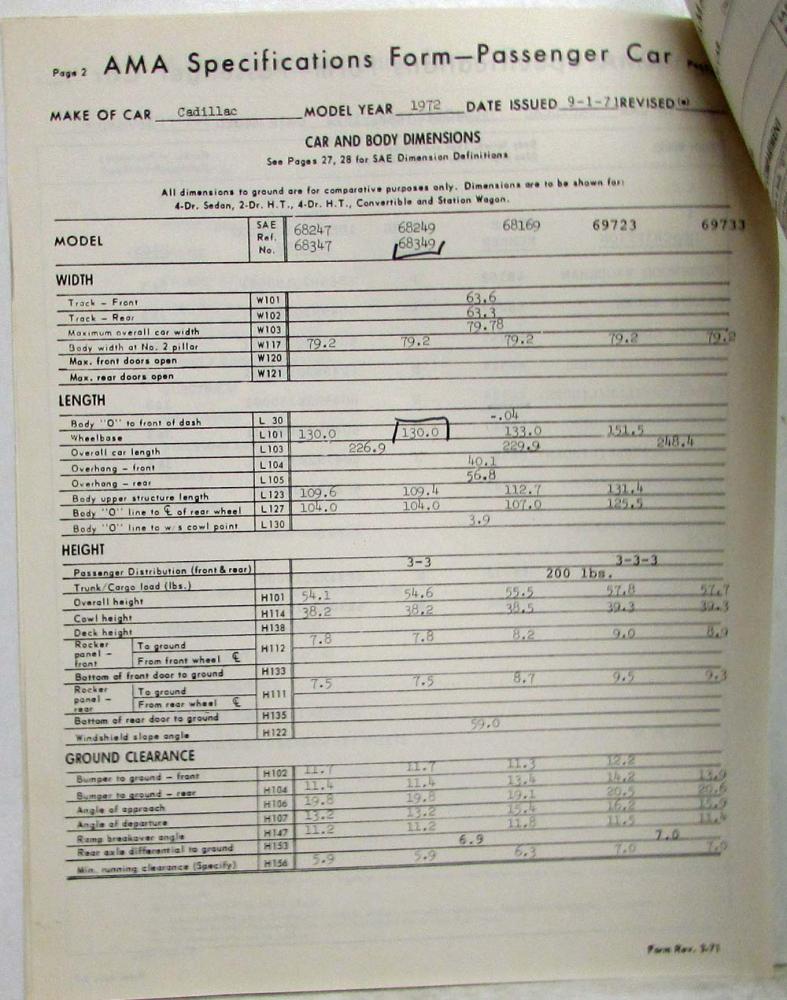 Page 2 AMA Specifications Form—Passenger Car
MAKE OF CAR Cadillac MODEL YEAR 1972 DATE ISSUED 9-1-71 REVISED(•)
CAR AND BODY DIMENSIONS
See Pages 27, 28 for SAE Dimension Definitions
All dimensions to ground are for comparative purposes only. Dimensions are to be shown for:
4-Dr. Sedan, 2-Dr. H.T., 4-Dr. H.T., Convertible and Station Wagon.
MODEL SAE Ref. No. 68247 68249 68169 69723 69733
68347 68349
WIDTH
Track – Front W101 63.6
Track – Rear W102 63.3
Maximum overall car width W103 79.78
Body width at No. 2 pillar W117 79.2 79.2 79.2 79.2 79.2
Max. front doors open W120
Max. rear doors open W121
LENGTH
Body "O" to front of dash L 30 -.04
Wheelbase L101 130.0 130.0 133.0 151.5
Overall car length L103 226.9 229.9 248.4
Overhang – front L104 40.1
Overhang – rear L105 56.8
Body upper structure length L123 109.6 109.4 112.7 131.4
Body "O" line to ℄ of rear wheel L127 104.0 104.0 107.0 125.5
Body "O" line to w/s cowl point L130 3.9
HEIGHT
Passenger Distribution (front & rear) 3-3 3-3-3
Trunk/Cargo load (lbs.) 200 lbs.
Overall height H101 54.1 54.6 55.5 57.8 57.7
Cowl height H114 38.2 38.2 38.5 39.3 39.3
Deck height H138
Rocker panel – front To ground H112 7.8 7.8 8.2 9.0 8.9
From front wheel ℄
Bottom of front door to ground H133
Rocker panel – rear To ground H111 7.5 7.5 8.7 9.5 9.3
From rear wheel ℄
Bottom of rear door to ground H135
Windshield slope angle H122 59.0
GROUND CLEARANCE
Bumper to ground – front H102 11.7 11.7 11.3 12.2
Bumper to ground – rear H104 11.4 11.4 13.4 14.2 13.9
Angle of approach H106 19.8 19.8 19.1 20.5 20.6
Angle of departure H107 13.2 13.2 15.4 16.2 15.9
Ramp breakover angle H147 11.2 11.2 11.8 11.5 11.4
Rear axle differential to ground H153 6.9 7.0
Min. running clearance (Specify) H156 5.9 5.9 6.3 7.0 7.0
Form Rev. 3-71